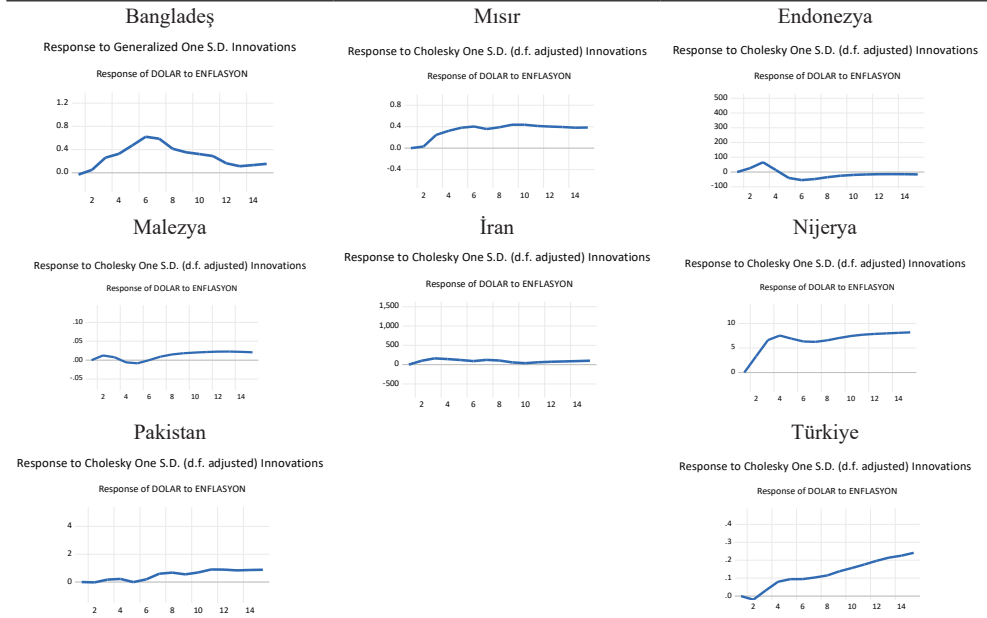 Bangladeş
Response to Generalized One S.D. Innovations
Response of DOLAR to ENFLASYON
1.2
0.8
0.4
0.0
2 4 6 8 10 12 14
Mısır
Response to Cholesky One S.D. (d.f. adjusted) Innovations
Response of DOLAR to ENFLASYON
0.8
0.4
0.0
-0.4
2 4 6 8 10 12 14
Endonezya
Response to Cholesky One S.D. (d.f. adjusted) Innovations
Response of DOLAR to ENFLASYON
500
400
300
200
100
0
-100
2 4 6 8 10 12 14
Malezya
Response to Cholesky One S.D. (d.f. adjusted) Innovations
Response of DOLAR to ENFLASYON
.10
.05
.00
-.05
2 4 6 8 10 12 14
İran
Response to Cholesky One S.D. (d.f. adjusted) Innovations
Response of DOLAR to ENFLASYON
1,500
1,000
500
0
-500
2 4 6 8 10 12 14
Nijerya
Response to Cholesky One S.D. (d.f. adjusted) Innovations
Response of DOLAR to ENFLASYON
10
5
0
2 4 6 8 10 12 14
Pakistan
Response to Cholesky One S.D. (d.f. adjusted) Innovations
Response of DOLAR to ENFLASYON
4
2
0
2 4 6 8 10 12 14
Türkiye
Response to Cholesky One S.D. (d.f. adjusted) Innovations
Response of DOLAR to ENFLASYON
.4
.3
.2
.1
.0
2 4 6 8 10 12 14